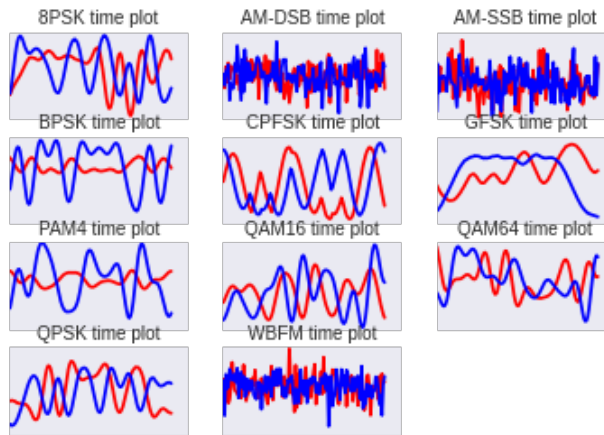 8PSK time plot AM-DSB time plot AM-SSB time plot
BPSK time plot CPFSK time plot GFSK time plot
PAM4 time plot QAM16 time plot QAM64 time plot
QPSK time plot WBFM time plot